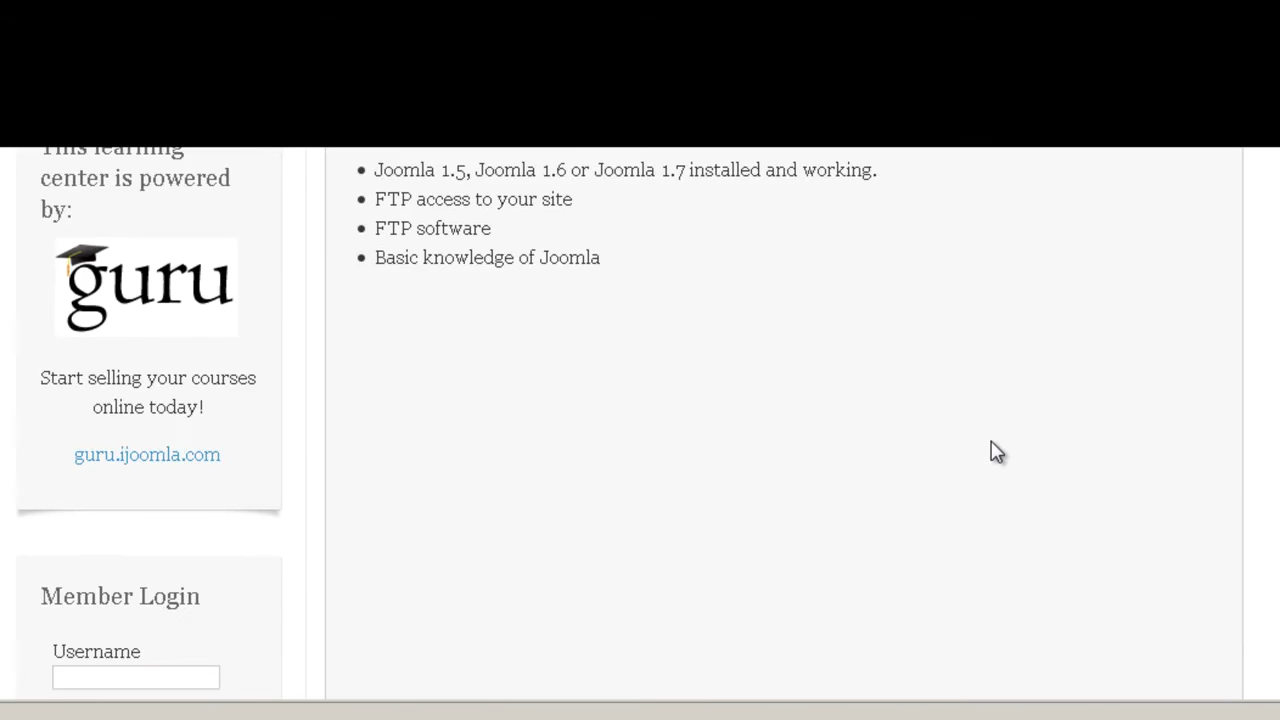 This learning
center is powered
by:
guru
Start selling your courses
online today!
guru.ijoomla.com
Member Login
Username
Joomla 1.5, Joomla 1.6 or Joomla 1.7 installed and working.
FTP access to your site
FTP software
Basic knowledge of Joomla